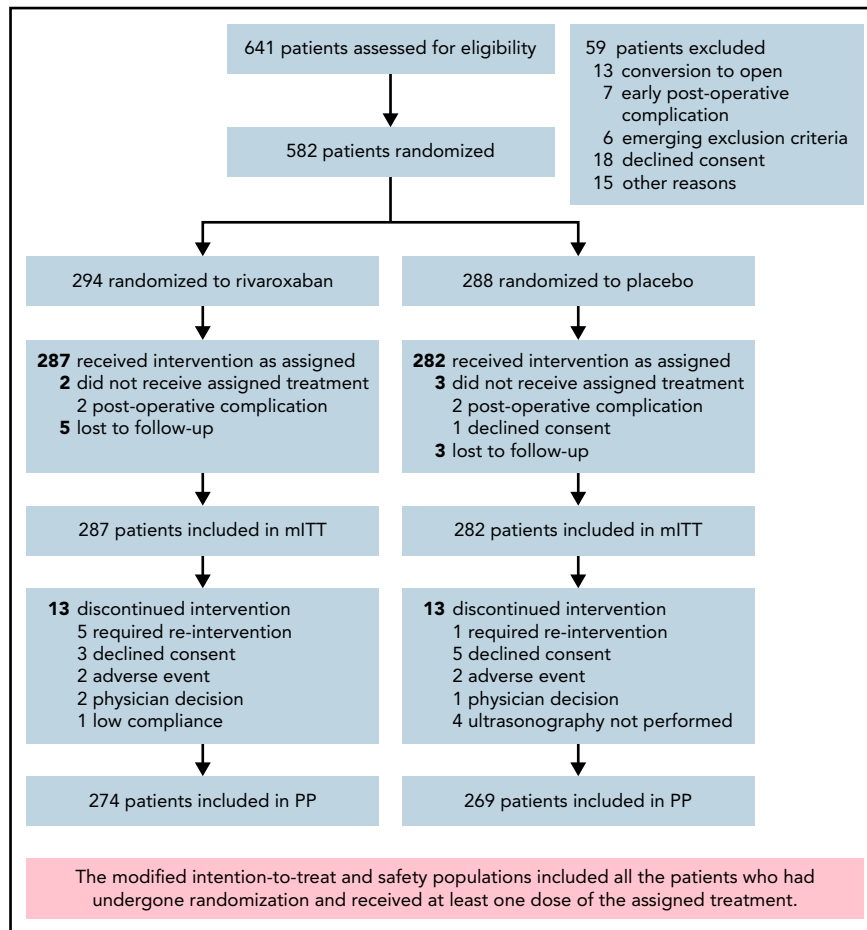 641 patients assessed for eligibility
59 patients excluded
13 conversion to open
7 early post-operative
complication
6 emerging exclusion criteria
18 declined consent
15 other reasons
582 patients randomized
294 randomized to rivaroxaban
288 randomized to placebo
287 received intervention as assigned
2 did not receive assigned treatment
2 post-operative complication
5 lost to follow-up
282 received intervention as assigned
3 did not receive assigned treatment
2 post-operative complication
1 declined consent
3 lost to follow-up
287 patients included in mITT
282 patients included in mITT
13 discontinued intervention
5 required re-intervention
3 declined consent
2 adverse event
2 physician decision
1 low compliance
13 discontinued intervention
1 required re-intervention
5 declined consent
2 adverse event
1 physician decision
4 ultrasonography not performed
274 patients included in PP
269 patients included in PP
The modified intention-to-treat and safety populations included all the patients who had
undergone randomization and received at least one dose of the assigned treatment.